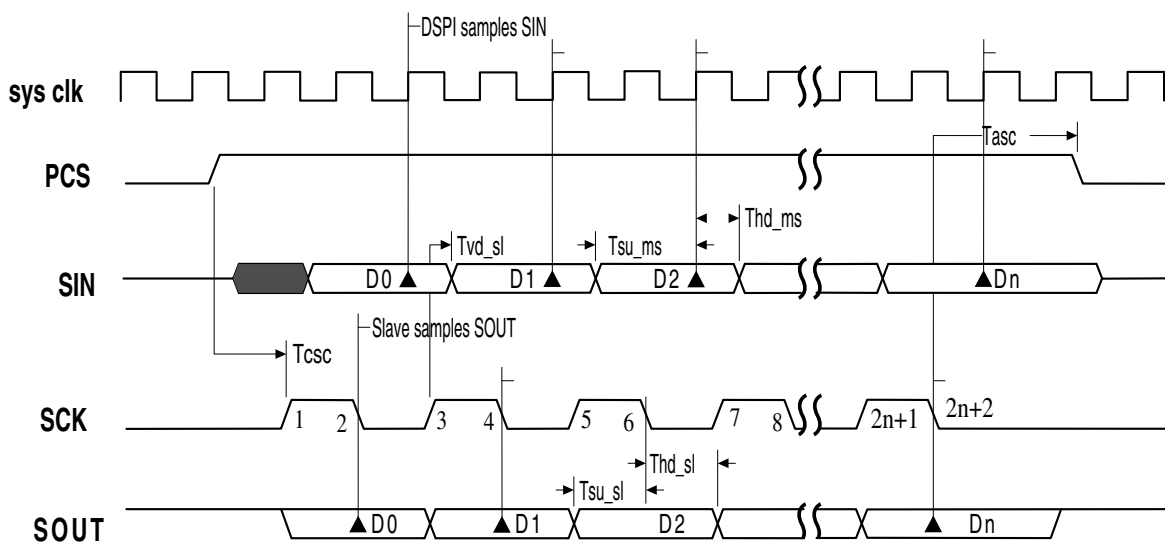 DSPI samples SIN
sys clk
Tasc
PCS
Thd_ms
Tvd_sl
Tsu_ms
SIN
D0
D1
D2
Dn
Slave samples SOUT
Tcsc
SCK
1
2
3
4
5
6
7
8
2n+1
2n+2
Thd_sl
Tsu_sl
SOUT
D0
D1
D2
Dn